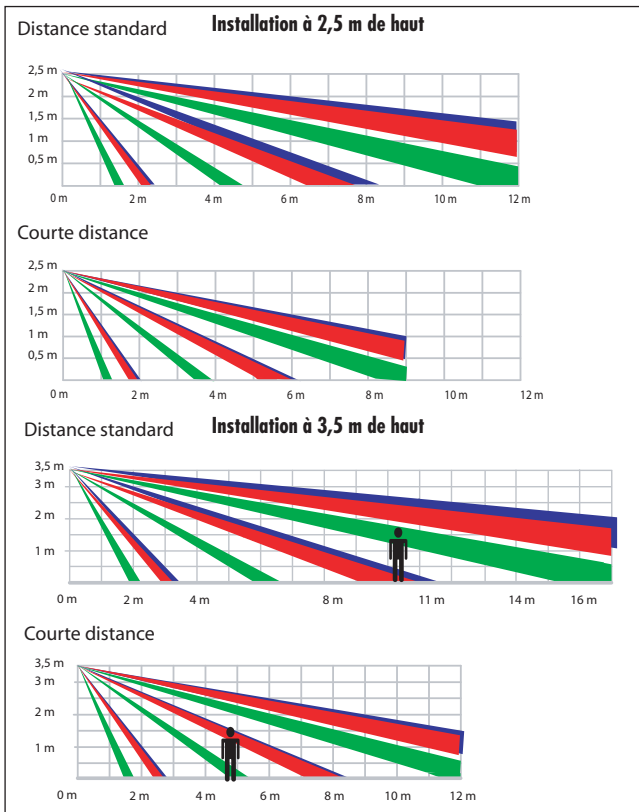 Distance standard Installation à 2,5 m de haut
2,5 m
2 m
1,5 m
1 m
0,5 m
0 m 2 m 4 m 6 m 8 m 10 m 12 m
Courte distance
2,5 m
2 m
1,5 m
1 m
0,5 m
0 m 2 m 4 m 6 m 8 m 10 m 12 m
Distance standard Installation à 3,5 m de haut
3,5 m
3 m
2 m
1 m
0 m 2 m 4 m 8 m 11 m 14 m 16 m
Courte distance
3,5 m
3 m
2 m
1 m
0 m 2 m 4 m 5 m 8 m 10 m 12 m